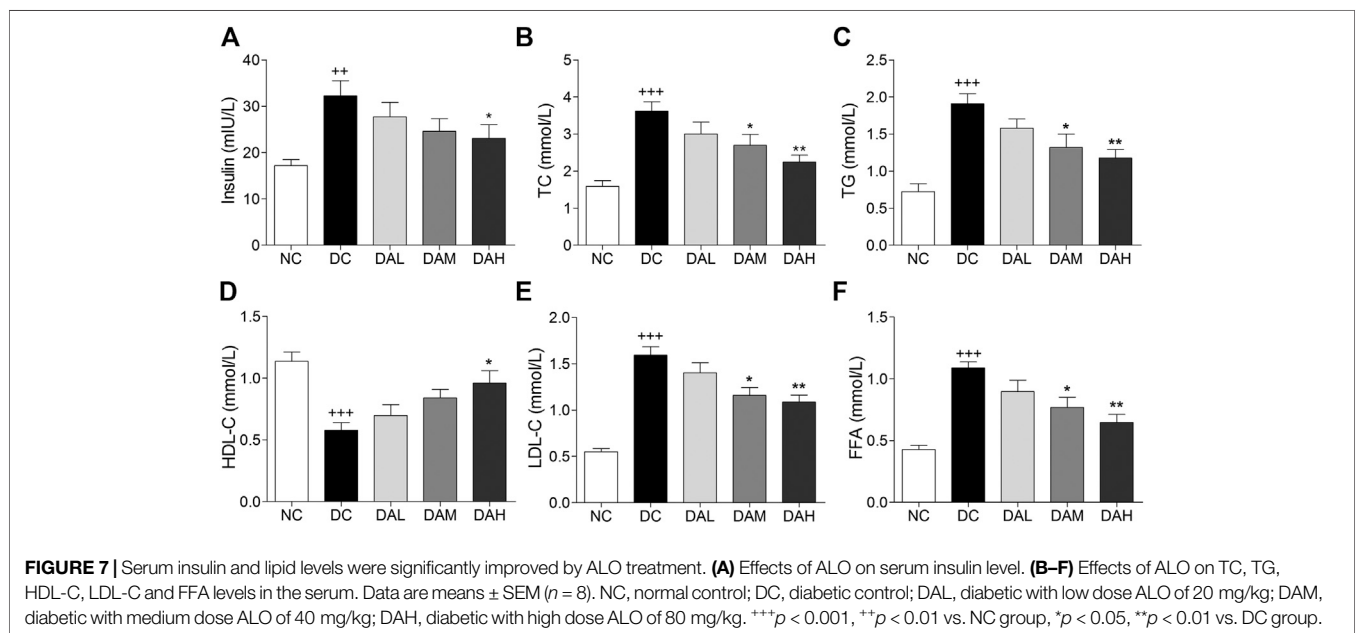 A
B
C
40
30
20
10
0
Insulin (mIU/L)
++
*
NC DC DAL DAM DAH
5
4
3
2
1
0
TC (mmol/L)
+++
*
**
NC DC DAL DAM DAH
2.5
2.0
1.5
1.0
0.5
0.0
TG (mmol/L)
+++
*
**
NC DC DAL DAM DAH
D
E
F
1.5
1.0
0.5
0.0
HDL-C (mmol/L)
+++
*
NC DC DAL DAM DAH
2.0
1.5
1.0
0.5
0.0
LDL-C (mmol/L)
+++
*
**
NC DC DAL DAM DAH
1.5
1.0
0.5
0.0
FFA (mmol/L)
+++
*
**
NC DC DAL DAM DAH
FIGURE 7 | Serum insulin and lipid levels were significantly improved by ALO treatment. (A) Effects of ALO on serum insulin level. (B–F) Effects of ALO on TC, TG,
HDL-C, LDL-C and FFA levels in the serum. Data are means ± SEM (n = 8). NC, normal control; DC, diabetic control; DAL, diabetic with low dose ALO of 20 mg/kg; DAM,
diabetic with medium dose ALO of 40 mg/kg; DAH, diabetic with high dose ALO of 80 mg/kg. +++p < 0.001, ++p < 0.01 vs. NC group, *p < 0.05, **p < 0.01 vs. DC group.